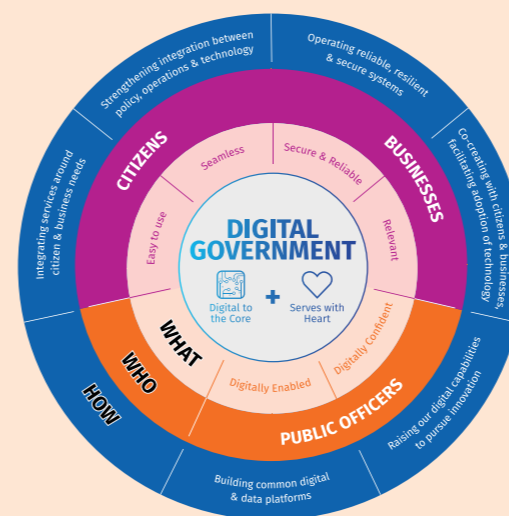 Strengthening integration between
policy, operations & technology
Operating reliable, resilient
& secure systems
Co-creating with citizens & businesses,
facilitating adoption of technology
Raising our digital capabilities
to pursue innovation
Building common digital
& data platforms
Integrating services around
citizen & business needs
HOW
CITIZENS
BUSINESSES
PUBLIC OFFICERS
WHO
Easy to use
Seamless
Secure & Reliable
Relevant
Digitally Confident
Digitally Enabled
WHAT
DIGITAL
GOVERNMENT
Digital to
the Core
+
Serves with
Heart